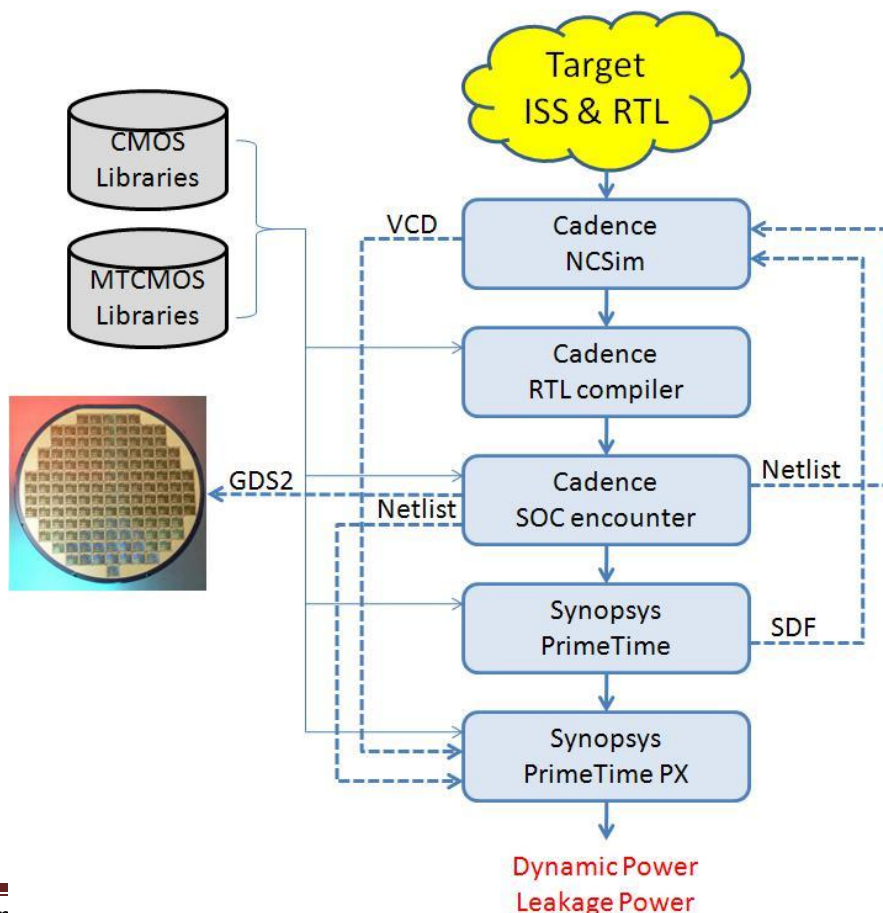 Target
ISS & RTL
CMOS
Libraries
MTCMOS
Libraries
VCD
Cadence
NCSim
Cadence
RTL compiler
GDS2
Netlist
Cadence
SOC encounter
Netlist
Synopsys
PrimeTime
SDF
Synopsys
PrimeTime PX
Dynamic Power
Leakage Power